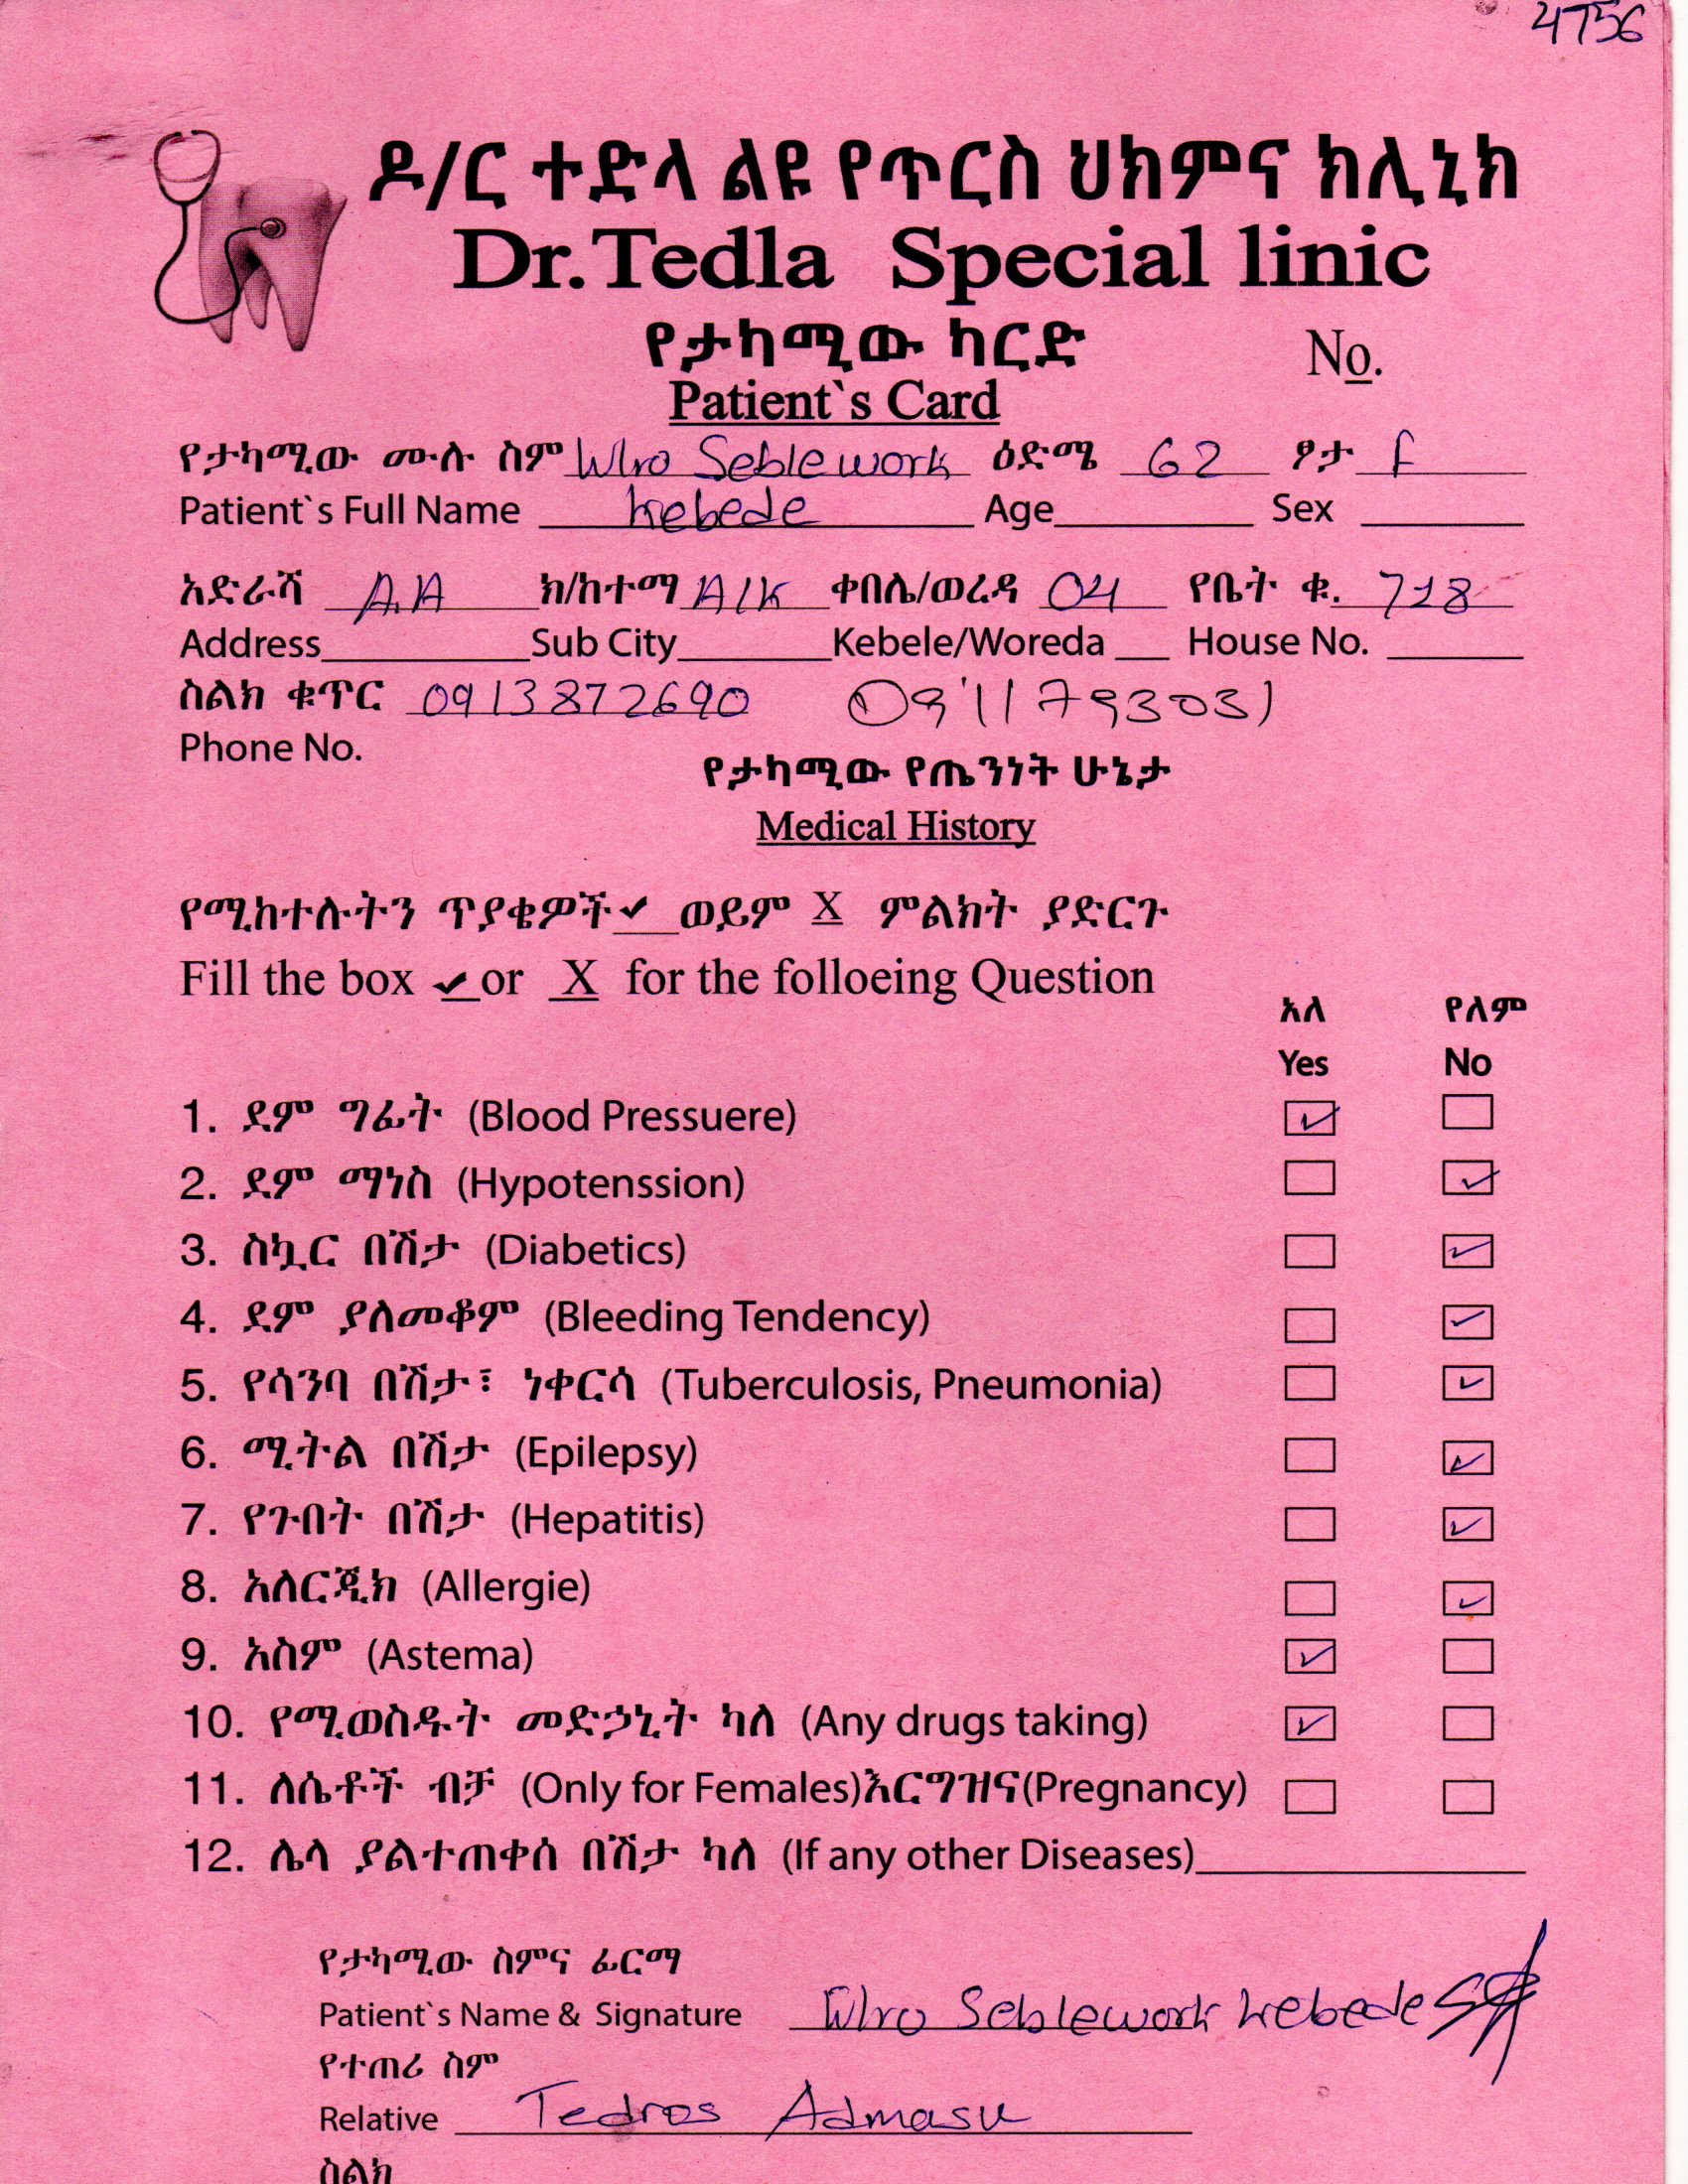 4756
ዶ/ር ተድላ ልዩ የጥርስ ህክምና ክሊኒክ
Dr.Tedla Special linic
የታካሚው ካርድ
No.
Patient`s Card
የታካሚው ሙሉ ስም W/ro Seblework ዕድሜ 62 ፆታ F
Patient`s Full Name Kebede Age Sex
አድራሻ A.A ክ/ከተማ A/K ቀበሌ/ወረዳ 04 የቤት ቁ. 718
Address Sub City Kebele/Woreda House No.
ስልክ ቁጥር 0913872690 0911793031
Phone No.
የታካሚው የጤንነት ሁኔታ
Medical History
የሚከተሉትን ጥያቄዎች ✓ ወይም X ምልክት ያድርጉ
Fill the box ✓ or X for the folloeing Question
አለ የለም
Yes No
1. ደም ግፊት (Blood Pressuere) ✓
2. ደም ማነስ (Hypotenssion) ✓
3. ስኳር በሽታ (Diabetics) ✓
4. ደም ያለመቆም (Bleeding Tendency) ✓
5. የሳንባ በሽታ፣ ነቀርሳ (Tuberculosis, Pneumonia) ✓
6. ሚትል በሽታ (Epilepsy) ✓
7. የጉበት በሽታ (Hepatitis) ✓
8. አለርጂክ (Allergie) ✓
9. አስም (Astema) ✓
10. የሚወስዱት መድኃኒት ካለ (Any drugs taking) ✓
11. ለሴቶች ብቻ (Only for Females)እርግዝና(Pregnancy)
12. ሌላ ያልተጠቀሰ በሽታ ካለ (If any other Diseases)
የታካሚው ስምና ፊርማ
Patient`s Name & Signature W/ro Seblework Kebede
የተጠሪ ስም
Relative Tedros Admasu
ስልክ